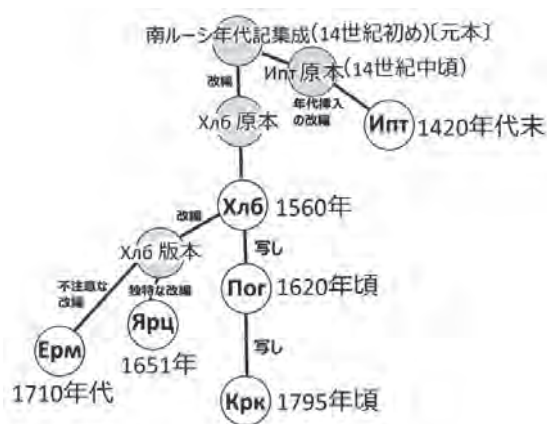 南ルーシ年代記集成(14世紀初め)〔元本〕
改編
Ипт 原本(14世紀中頃)
年代挿入
の改編
Хлб 原本
Ипт 1420年代末
Хлб 1560年
改編
Хлб 版本
写し
不注意な
改編
独特な改編
Пог 1620年頃
Ярц
1651年
Ерм
1710年代
写し
Крк 1795年頃